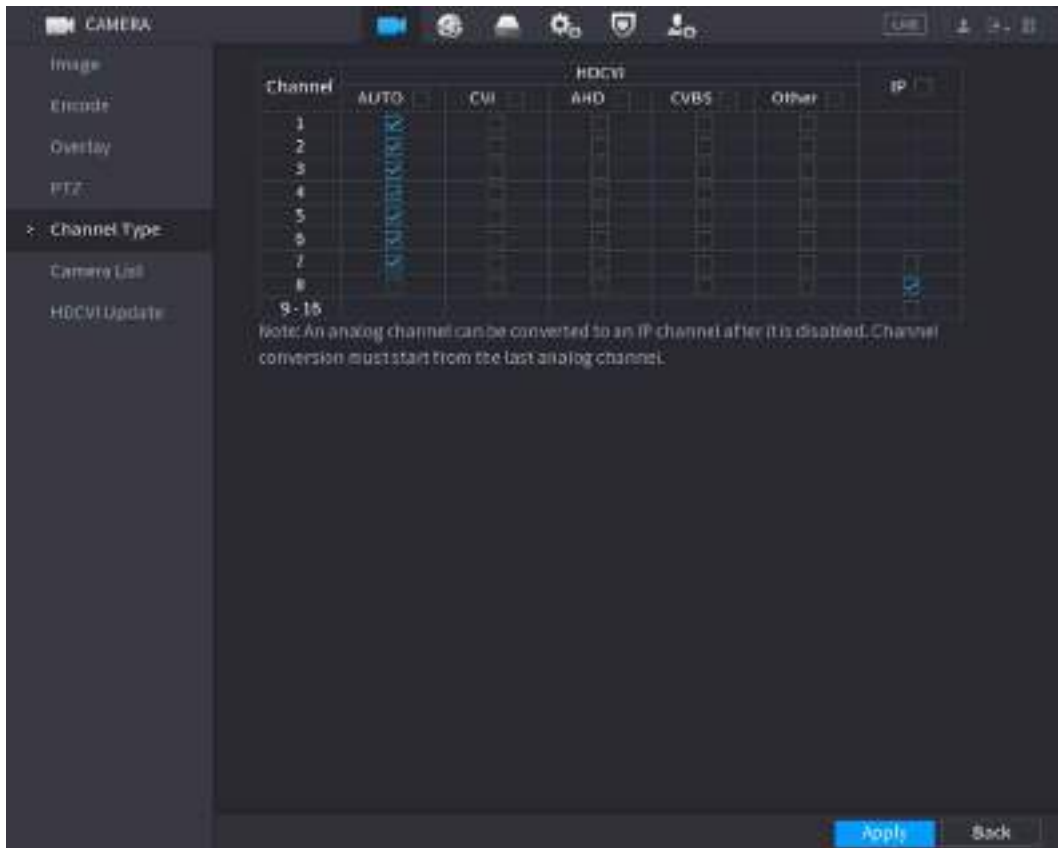 CAMERA
LIVE
Image
Encode
Overlay
PTZ
> Channel Type
Camera List
HDCVI Update
Channel HDCVI IP
AUTO CVI AHD CVBS Other
1
2
3
4
5
6
7
8
9 - 16
Note: An analog channel can be converted to an IP channel after it is disabled. Channel
conversion must start from the last analog channel.
Apply Back